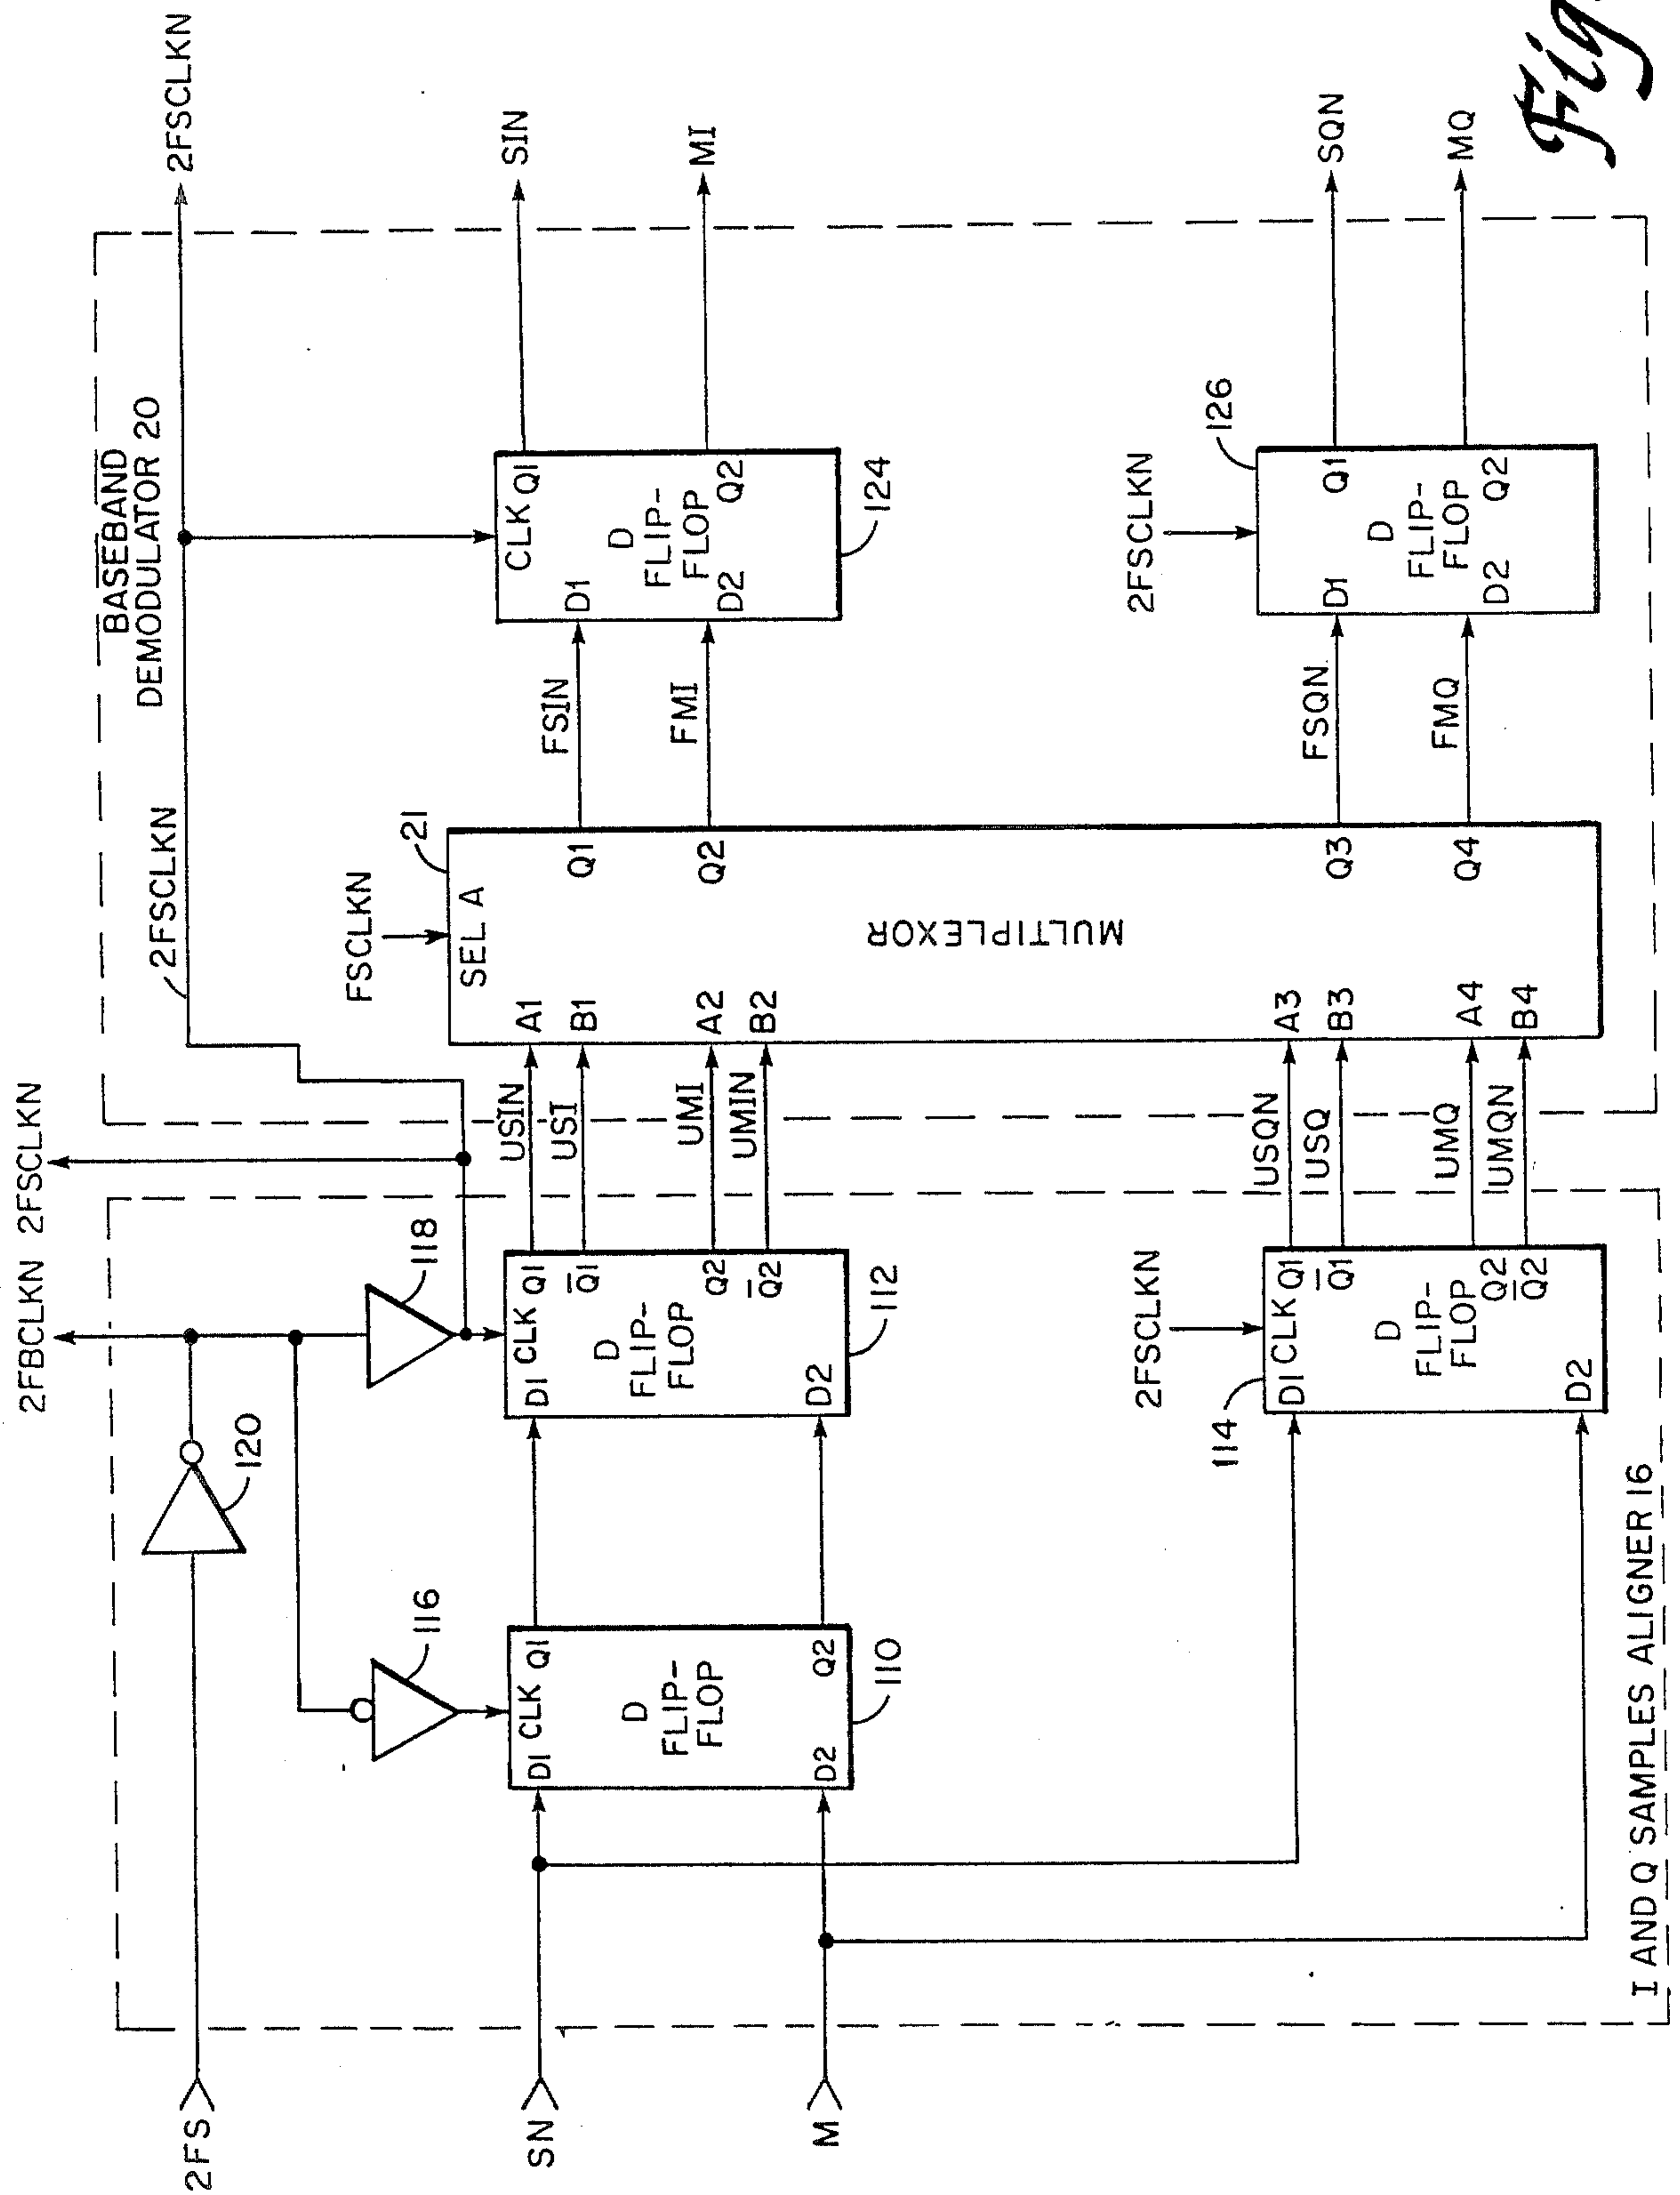 2FBCLKN
2FSCLKN
2FSCLKN
BASEBAND
DEMODULATOR 20
2FSCLKN
2FS
120
118
116
SN
M
D1
CLK
Q1
D
FLIP-
FLOP
D2
Q2
110
D1
CLK
Q1
Q̅1
D
FLIP-
FLOP
Q2
D2
Q̅2
112
2FSCLKN
114
D1
CLK
Q1
Q̅1
D
FLIP-
FLOP
Q2
D2
Q̅2
I AND Q SAMPLES ALIGNER 16
USIN
USI
UMI
UMIN
USQN
USQ
UMQ
UMQN
FSCLKN
21
SEL A
A1
B1
A2
B2
A3
B3
A4
B4
MULTIPLEXOR
Q1
Q2
Q3
Q4
FSIN
FMI
FSQN
FMQ
CLK
Q1
D1
D
FLIP-
FLOP
D2
Q2
124
2FSCLKN
126
D1
Q1
D
FLIP-
FLOP
D2
Q2
SIN
MI
SQN
MQ
Fig.